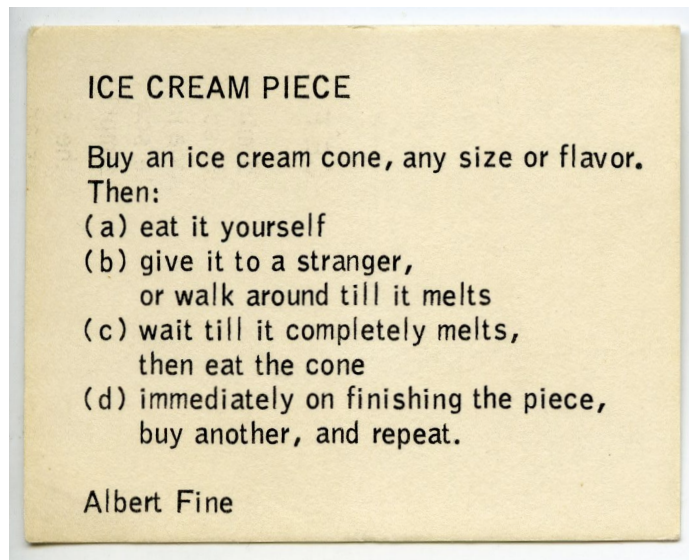 ICE CREAM PIECE
Buy an ice cream cone, any size or flavor.
Then:
(a) eat it yourself
(b) give it to a stranger,
or walk around till it melts
(c) wait till it completely melts,
then eat the cone
(d) immediately on finishing the piece,
buy another, and repeat.
Albert Fine